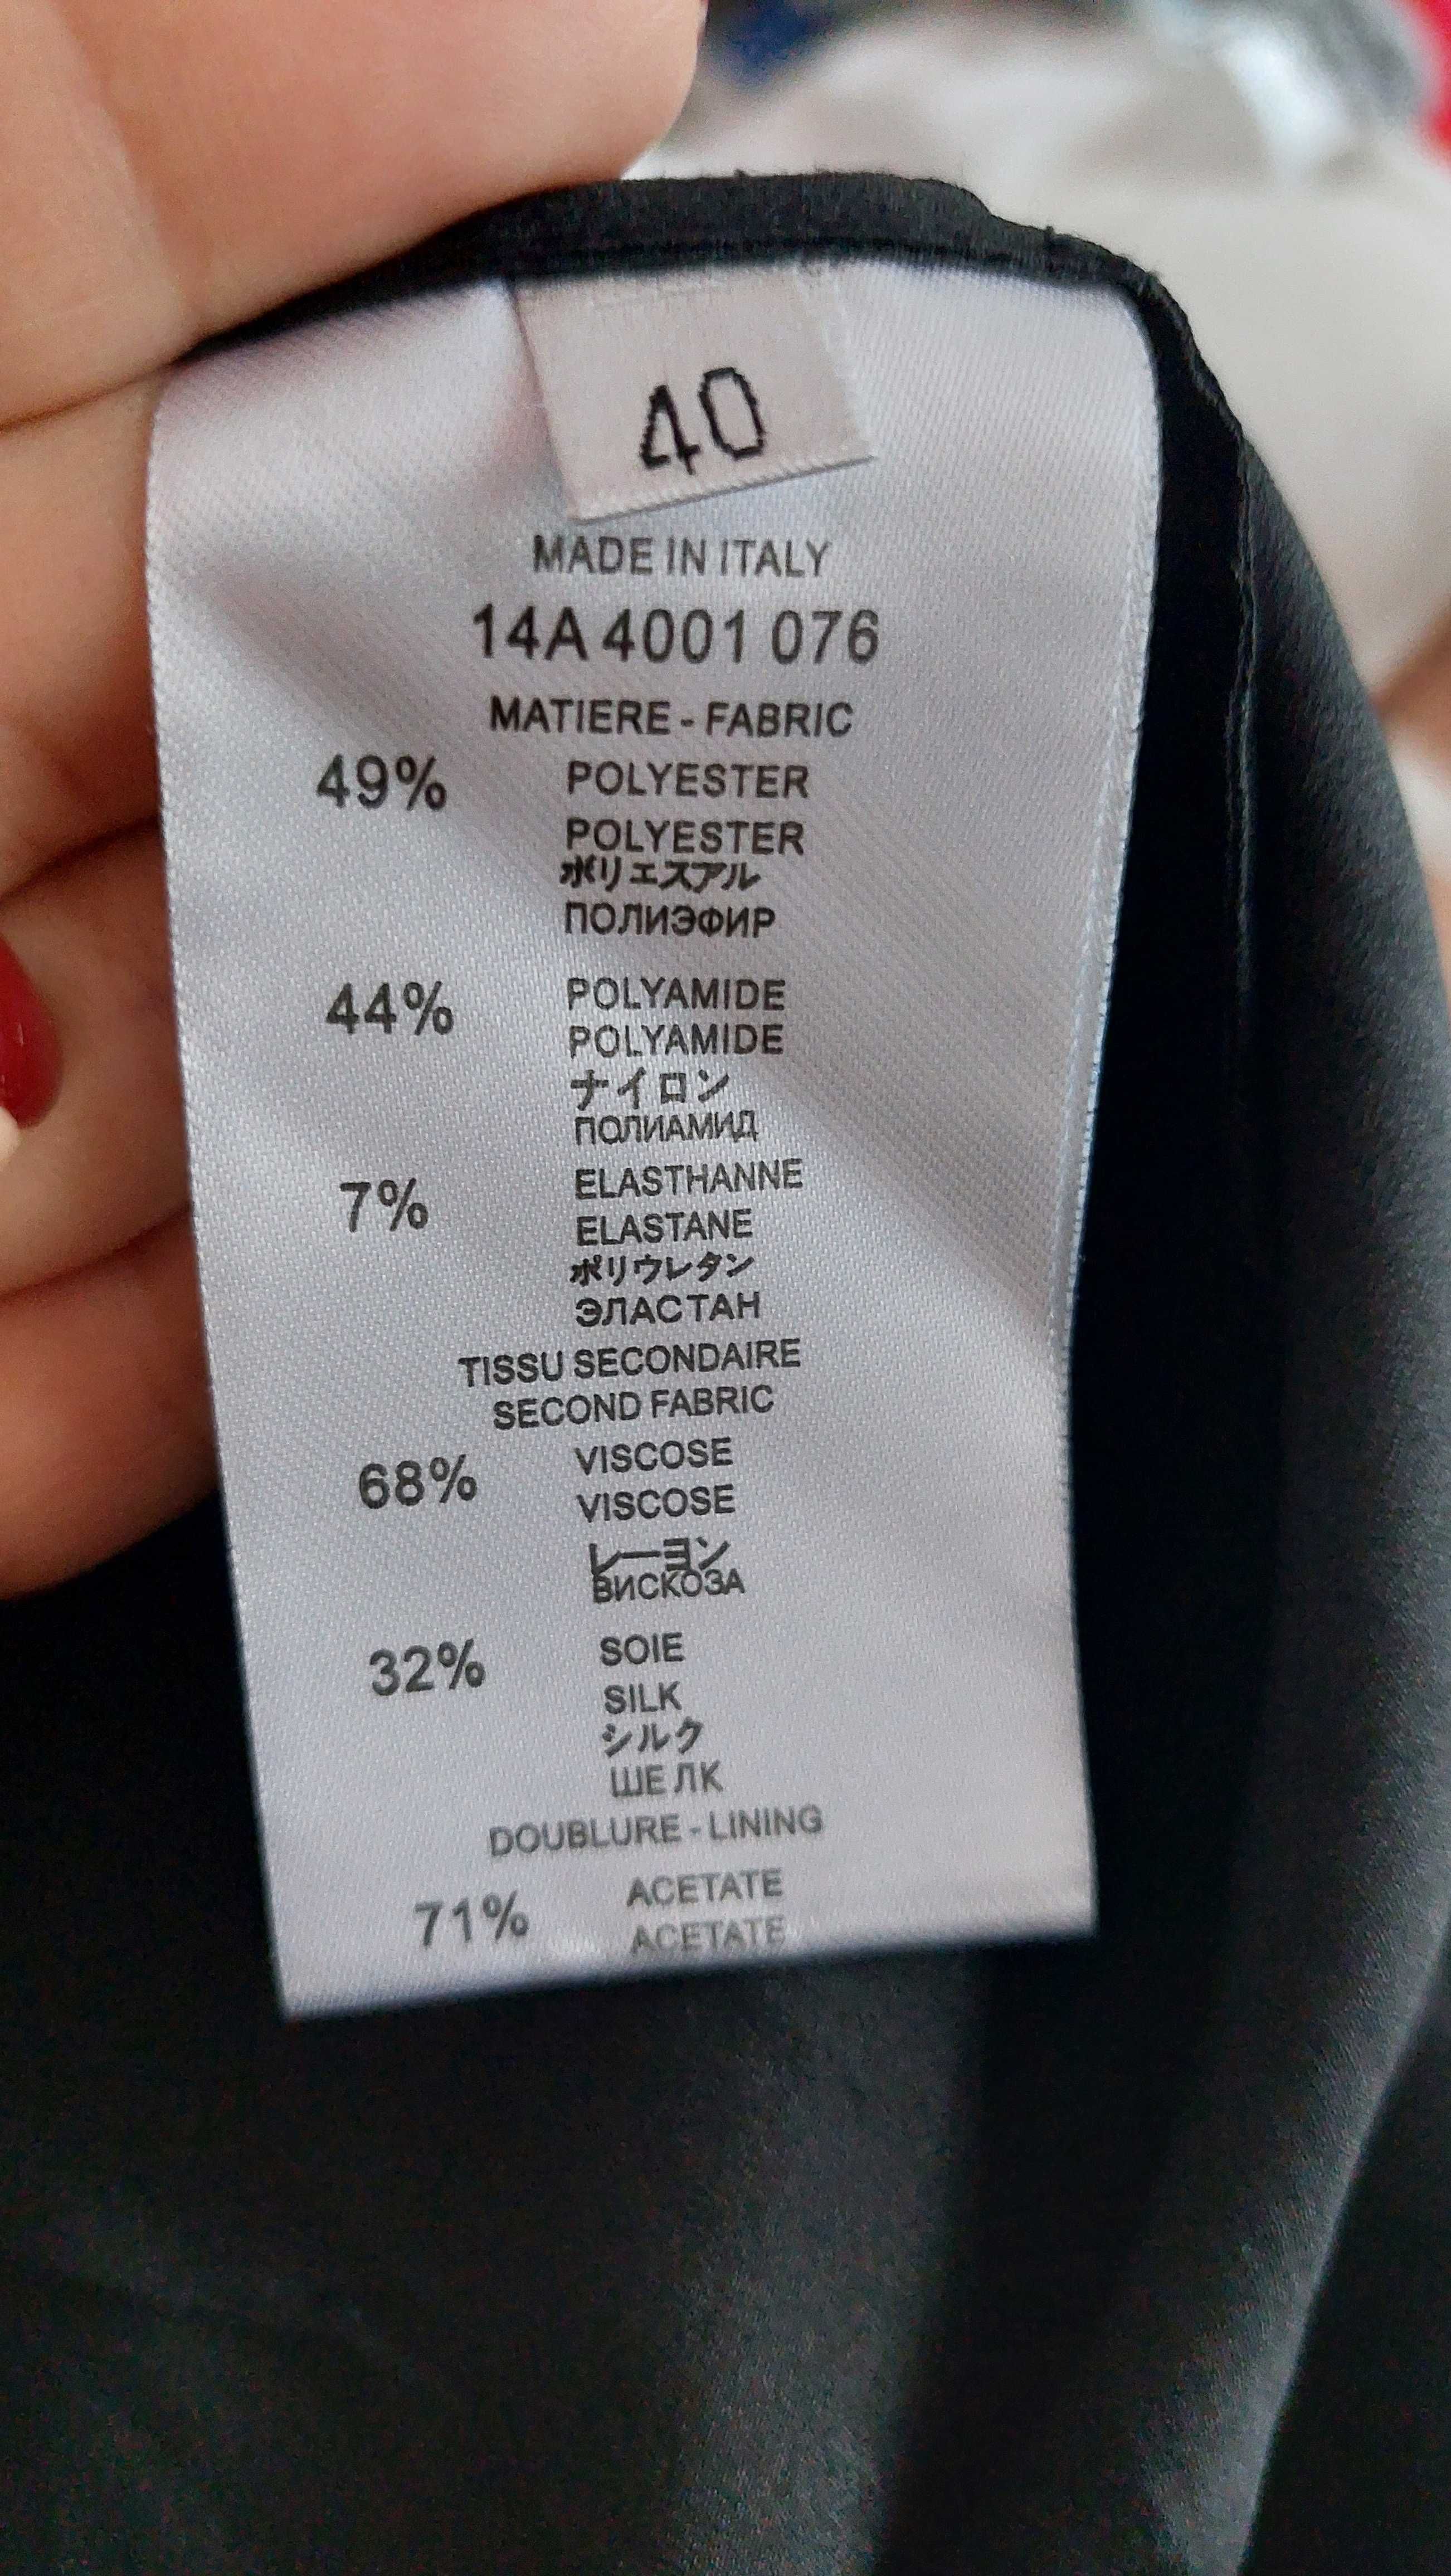 40
MADE IN ITALY
14A 4001 076
MATIERE - FABRIC
49% POLYESTER
POLYESTER
ポリエスアル
ПОЛИЭФИР
44% POLYAMIDE
POLYAMIDE
ナイロン
ПОЛИАМИД
7% ELASTHANNE
ELASTANE
ポリウレタン
ЭЛАСТАН
TISSU SECONDAIRE
SECOND FABRIC
68% VISCOSE
VISCOSE
レーヨン
ВИСКОЗА
32% SOIE
SILK
シルク
ШЕЛК
DOUBLURE - LINING
71% ACETATE
ACETATE